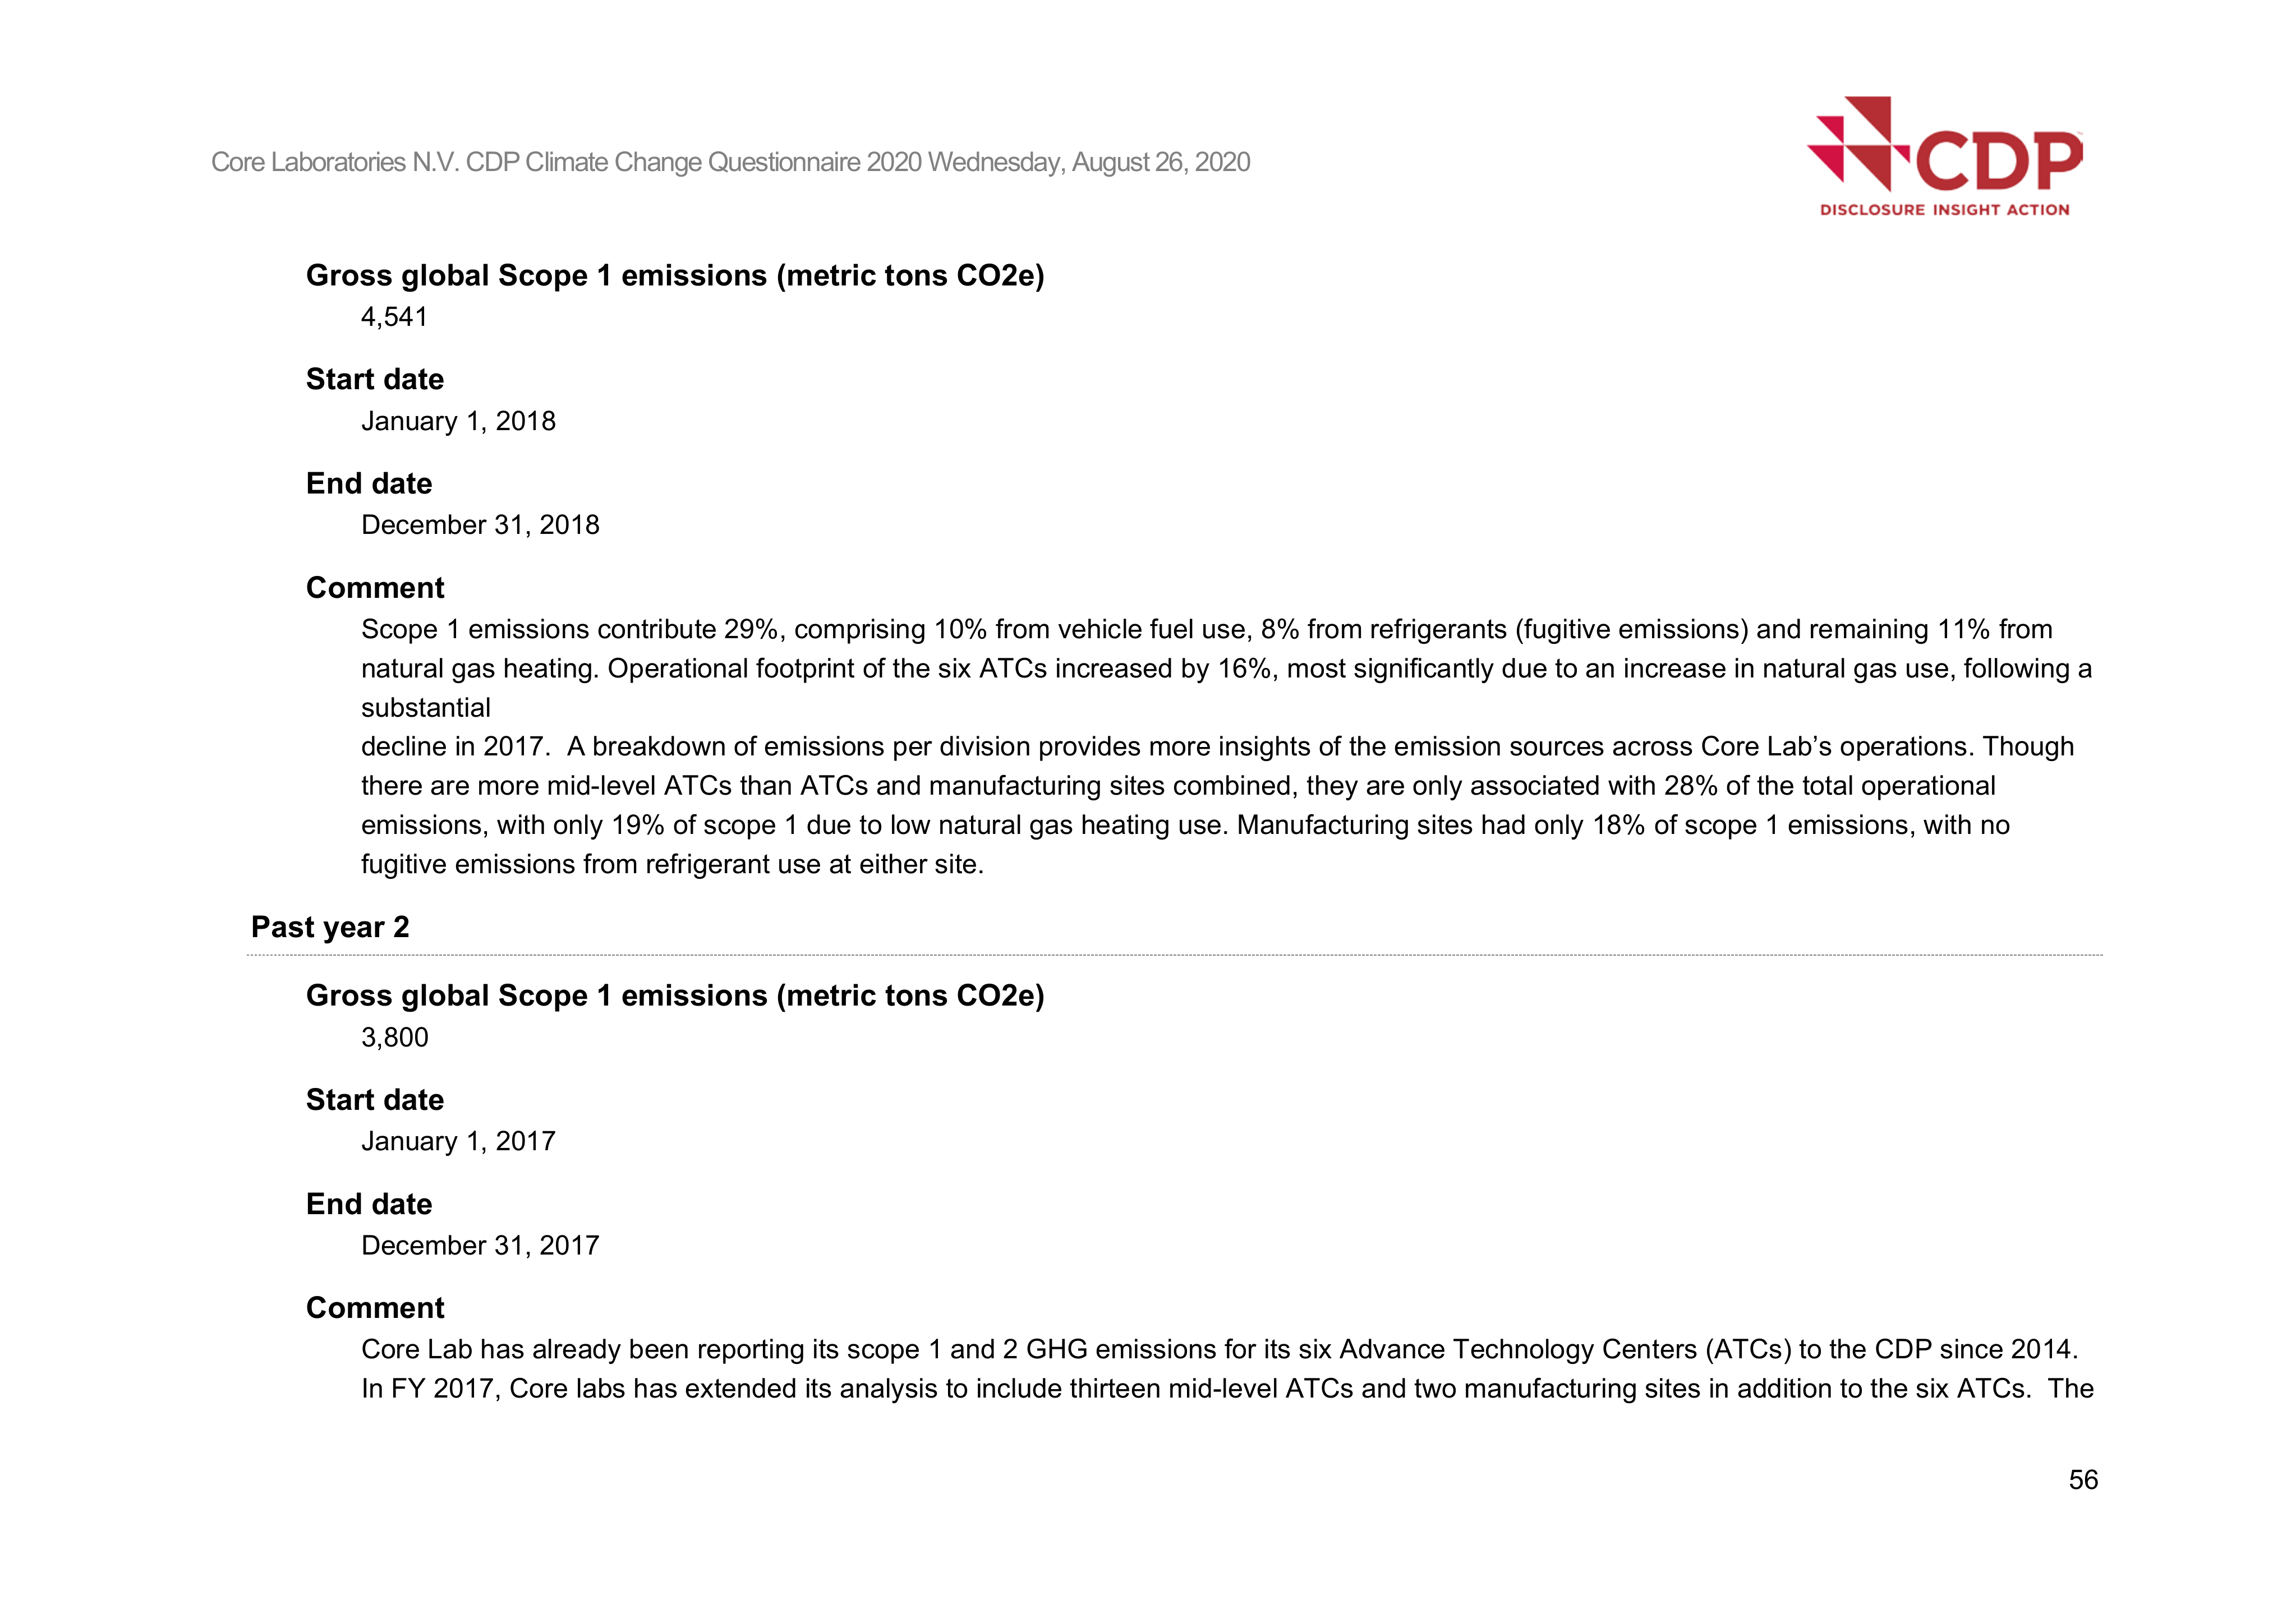 Core Laboratories N.V. CDP Climate Change Questionnaire 2020 Wednesday, August 26, 2020
CDP
DISCLOSURE INSIGHT ACTION
Gross global Scope 1 emissions (metric tons CO2e)
4,541
Start date
January 1, 2018
End date
December 31, 2018
Comment
Scope 1 emissions contribute 29%, comprising 10% from vehicle fuel use, 8% from refrigerants (fugitive emissions) and remaining 11% from
natural gas heating. Operational footprint of the six ATCs increased by 16%, most significantly due to an increase in natural gas use, following a
substantial
decline in 2017.  A breakdown of emissions per division provides more insights of the emission sources across Core Lab’s operations. Though
there are more mid-level ATCs than ATCs and manufacturing sites combined, they are only associated with 28% of the total operational
emissions, with only 19% of scope 1 due to low natural gas heating use. Manufacturing sites had only 18% of scope 1 emissions, with no
fugitive emissions from refrigerant use at either site.
Past year 2
Gross global Scope 1 emissions (metric tons CO2e)
3,800
Start date
January 1, 2017
End date
December 31, 2017
Comment
Core Lab has already been reporting its scope 1 and 2 GHG emissions for its six Advance Technology Centers (ATCs) to the CDP since 2014.
In FY 2017, Core labs has extended its analysis to include thirteen mid-level ATCs and two manufacturing sites in addition to the six ATCs.  The
56